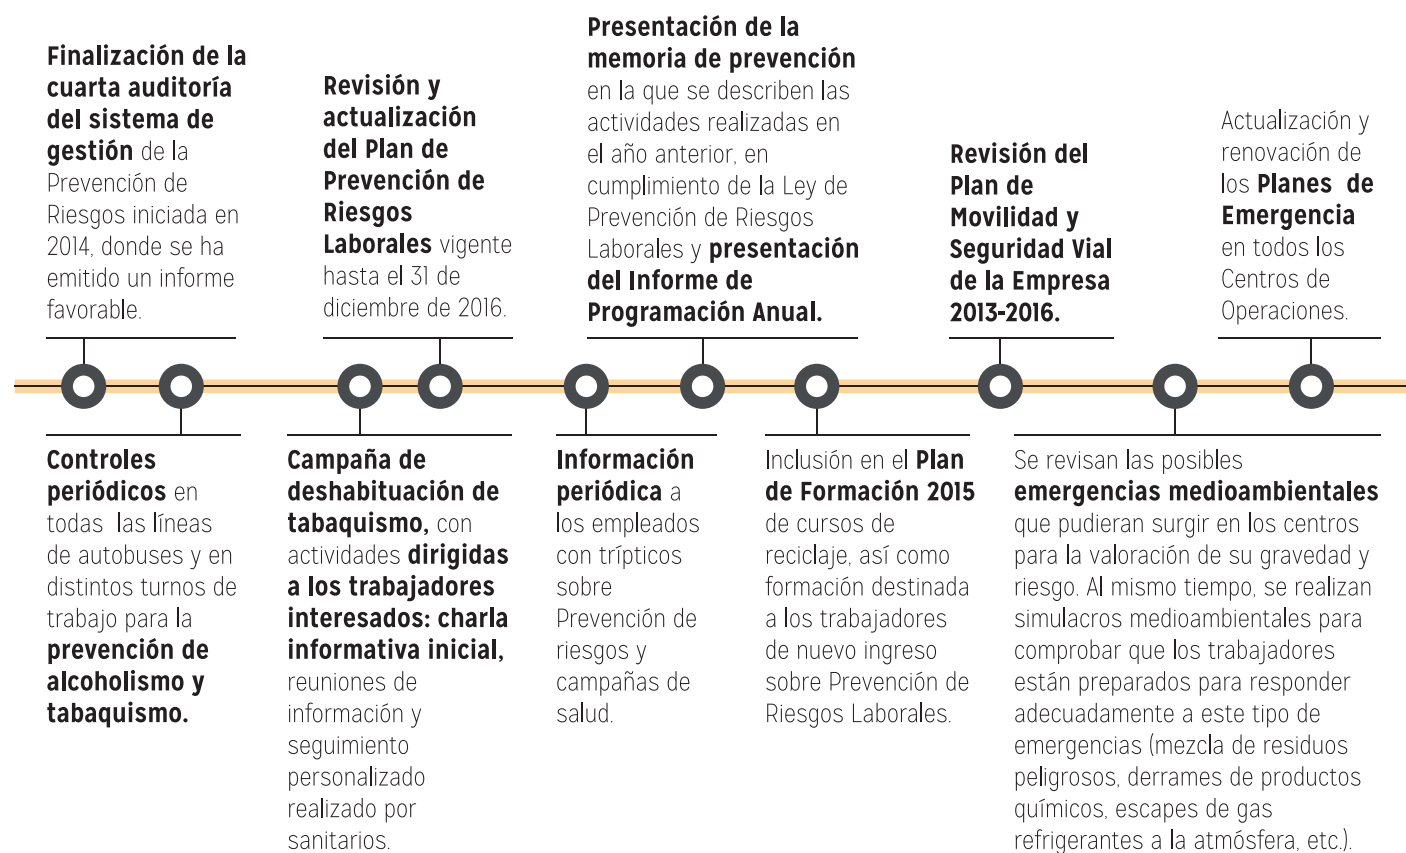 Finalización de la
cuarta auditoría
del sistema de
gestión de la
Prevención de
Riesgos iniciada en
2014, donde se ha
emitido un informe
favorable.
Revisión y
actualización
del Plan de
Prevención de
Riesgos
Laborales vigente
hasta el 31 de
diciembre de 2016.
Presentación de la
memoria de prevención
en la que se describen las
actividades realizadas en
el año anterior, en
cumplimiento de la Ley de
Prevención de Riesgos
Laborales y presentación
del Informe de
Programación Anual.
Revisión del
Plan de
Movilidad y
Seguridad Vial
de la Empresa
2013-2016.
Actualización y
renovación de
los Planes de
Emergencia
en todos los
Centros de
Operaciones.
Controles
periódicos en
todas las líneas
de autobuses y en
distintos turnos de
trabajo para la
prevención de
alcoholismo y
tabaquismo.
Campaña de
deshabituación de
tabaquismo, con
actividades dirigidas
a los trabajadores
interesados: charla
informativa inicial,
reuniones de
información y
seguimiento
personalizado
realizado por
sanitarios.
Información
periódica a
los empleados
con trípticos
sobre
Prevención de
riesgos y
campañas de
salud.
Inclusión en el Plan
de Formación 2015
de cursos de
reciclaje, así como
formación destinada
a los trabajadores
de nuevo ingreso
sobre Prevención de
Riesgos Laborales.
Se revisan las posibles
emergencias medioambientales
que pudieran surgir en los centros
para la valoración de su gravedad y
riesgo. Al mismo tiempo, se realizan
simulacros medioambientales para
comprobar que los trabajadores
están preparados para responder
adecuadamente a este tipo de
emergencias (mezcla de residuos
peligrosos, derrames de productos
químicos, escapes de gas
refrigerantes a la atmósfera, etc.).